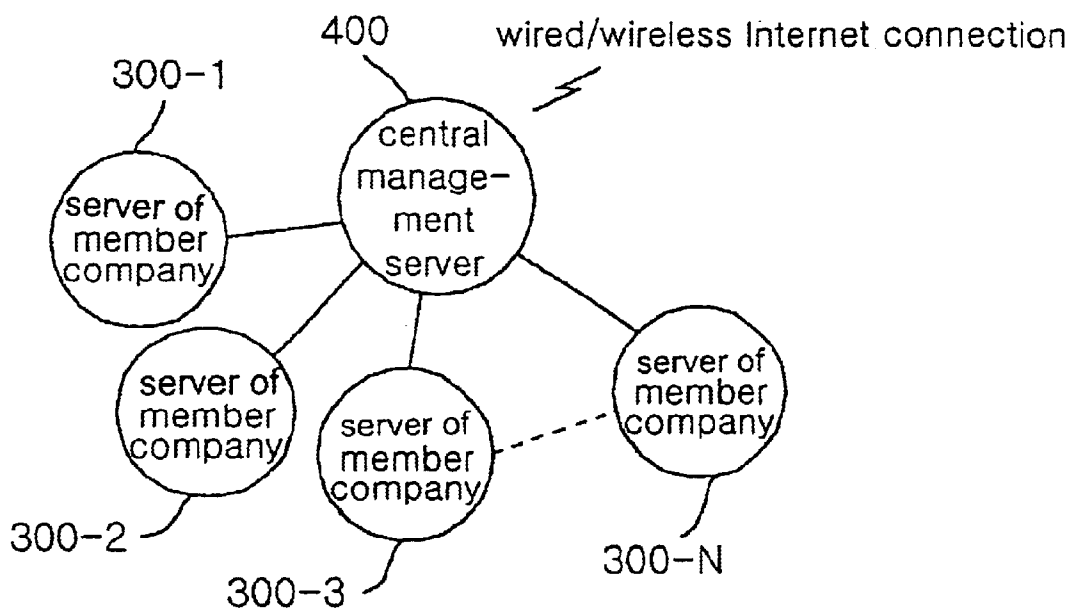 400
wired/wireless Internet connection
300-1
central
manage-
ment
server
server of
member
company
server of
member
company
server of
member
company
server of
member
company
300-2
300-3
300-N